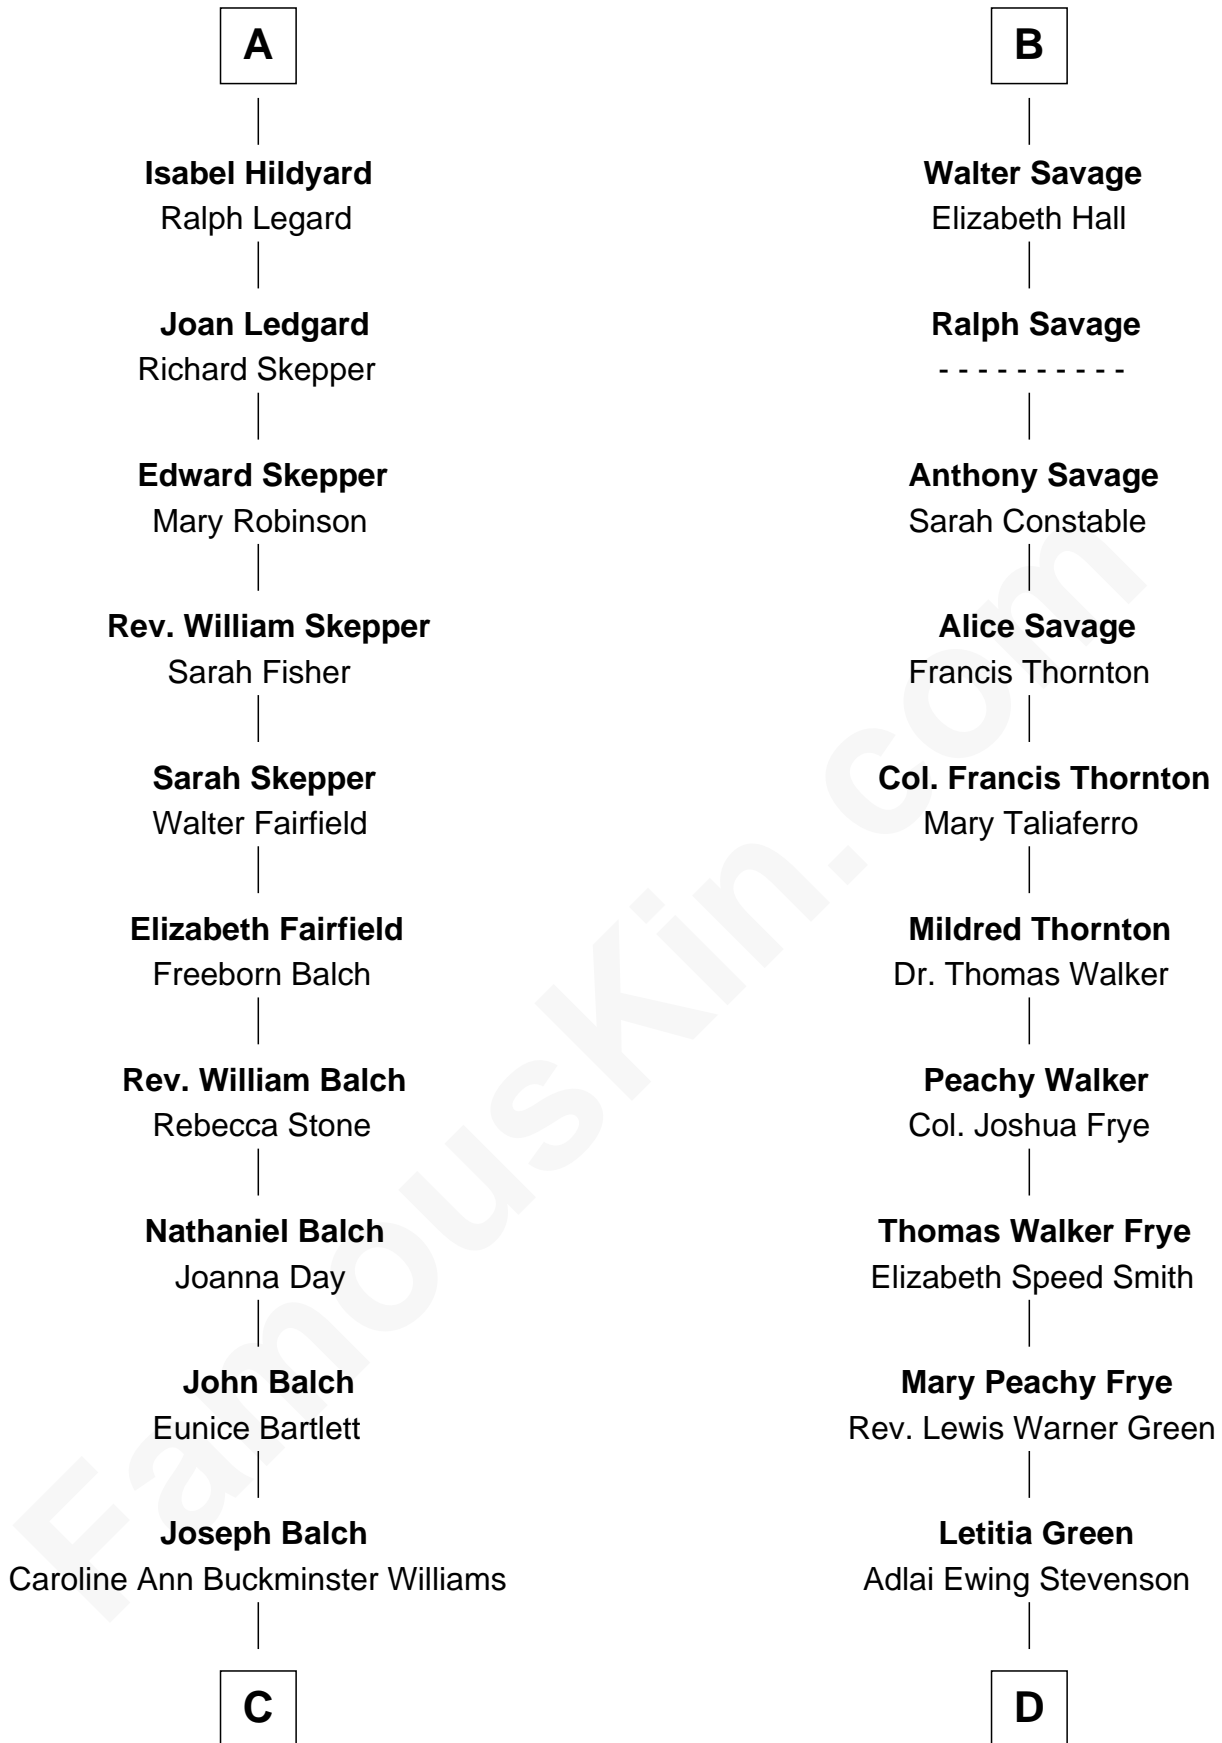 A
Isabel Hildyard
Ralph Legard
Joan Ledgard
Richard Skepper
Edward Skepper
Mary Robinson
Rev. William Skepper
Sarah Fisher
Sarah Skepper
Walter Fairfield
Elizabeth Fairfield
Freeborn Balch
Rev. William Balch
Rebecca Stone
Nathaniel Balch
Joanna Day
John Balch
Eunice Bartlett
Joseph Balch
Caroline Ann Buckminster Williams
C
B
Walter Savage
Elizabeth Hall
Ralph Savage
- - - - - - - - - -
Anthony Savage
Sarah Constable
Alice Savage
Francis Thornton
Col. Francis Thornton
Mary Taliaferro
Mildred Thornton
Dr. Thomas Walker
Peachy Walker
Col. Joshua Frye
Thomas Walker Frye
Elizabeth Speed Smith
Mary Peachy Frye
Rev. Lewis Warner Green
Letitia Green
Adlai Ewing Stevenson
D
FamousKin.com